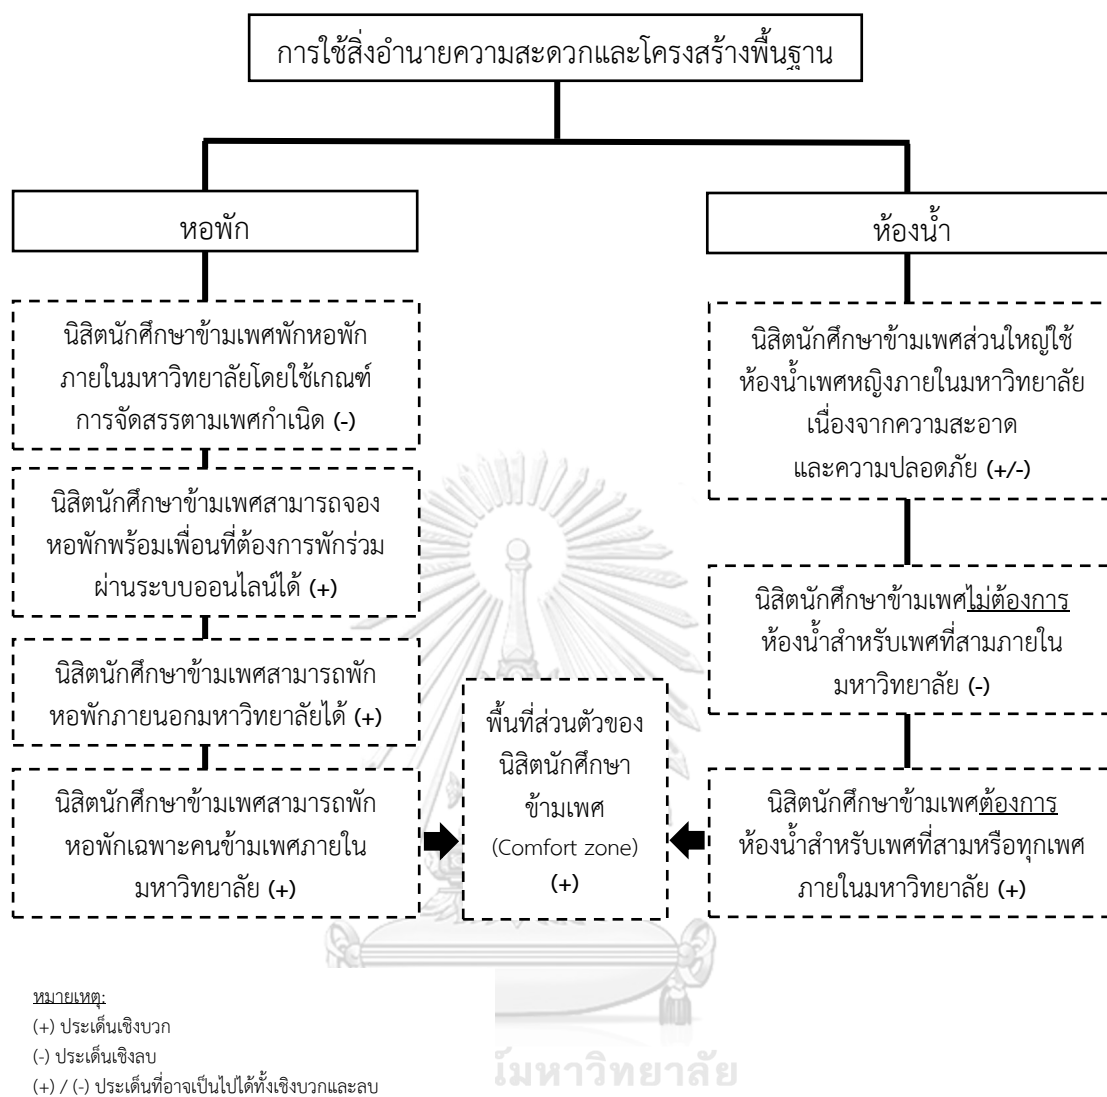 การใช้สิ่งอำนายความสะดวกและโครงสร้างพื้นฐาน
หอพัก
นิสิตนักศึกษาข้ามเพศพักหอพัก
ภายในมหาวิทยาลัยโดยใช้เกณฑ์
การจัดสรรตามเพศกำเนิด (-)
นิสิตนักศึกษาข้ามเพศสามารถจอง
หอพักพร้อมเพื่อนที่ต้องการพักร่วม
ผ่านระบบออนไลน์ได้ (+)
นิสิตนักศึกษาข้ามเพศสามารถพัก
หอพักภายนอกมหาวิทยาลัยได้ (+)
นิสิตนักศึกษาข้ามเพศสามารถพัก
หอพักเฉพาะคนข้ามเพศภายใน
มหาวิทยาลัย (+)
พื้นที่ส่วนตัวของ
นิสิตนักศึกษา
ข้ามเพศ
(Comfort zone)
(+)
ห้องน้ำ
นิสิตนักศึกษาข้ามเพศส่วนใหญ่ใช้
ห้องน้ำเพศหญิงภายในมหาวิทยาลัย
เนื่องจากความสะอาด
และความปลอดภัย (+/-)
นิสิตนักศึกษาข้ามเพศไม่ต้องการ
ห้องน้ำสำหรับเพศที่สามภายใน
มหาวิทยาลัย (-)
นิสิตนักศึกษาข้ามเพศต้องการ
ห้องน้ำสำหรับเพศที่สามหรือทุกเพศ
ภายในมหาวิทยาลัย (+)
หมายเหตุ:
(+) ประเด็นเชิงบวก
(-) ประเด็นเชิงลบ
(+) / (-) ประเด็นที่อาจเป็นไปได้ทั้งเชิงบวกและลบ
มหาวิทยาลัย